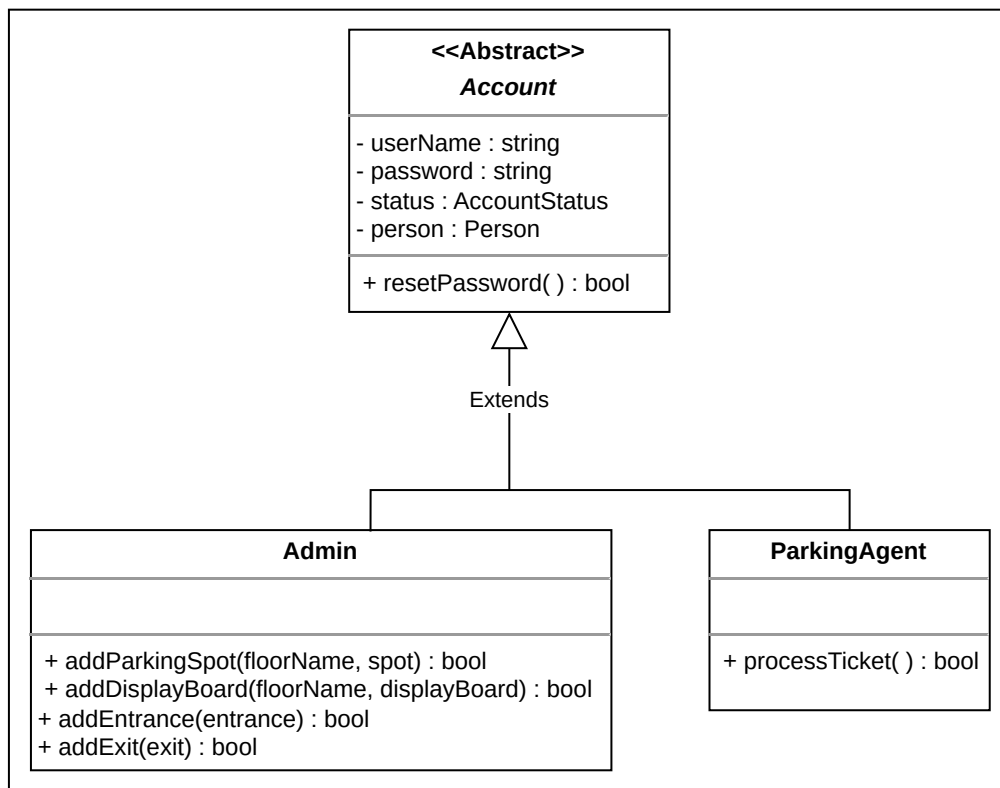 <<Abstract>>
Account
- userName : string
- password : string
- status : AccountStatus
- person : Person
+ resetPassword( ) : bool
Extends
Admin
+ addParkingSpot(floorName, spot) : bool
+ addDisplayBoard(floorName, displayBoard) : bool
+ addEntrance(entrance) : bool
+ addExit(exit) : bool
ParkingAgent
+ processTicket( ) : bool